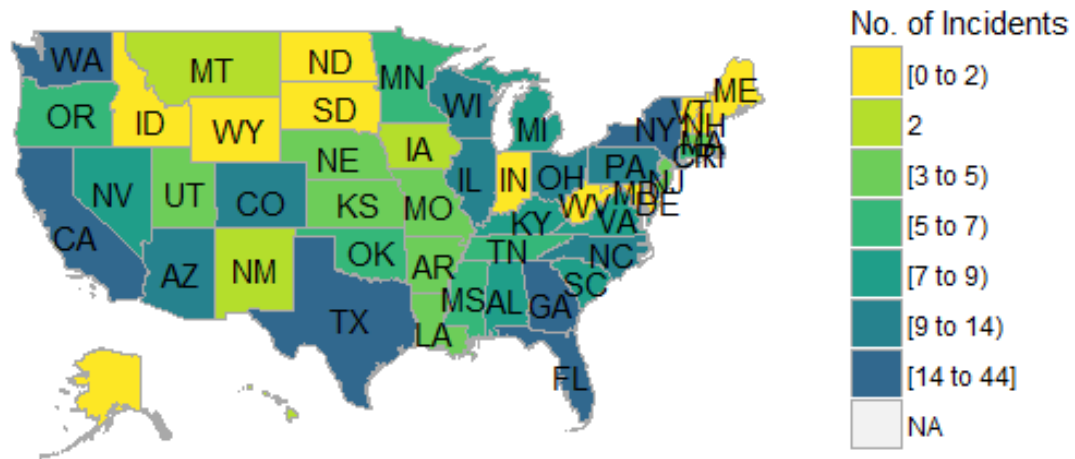 No. of Incidents
[0 to 2)
2
[3 to 5)
[5 to 7)
[7 to 9)
[9 to 14)
[14 to 44]
NA
WA
MT
ND
MN
ME
OR
ID
WY
SD
WI
MI
NY
VT
NH
MA
NV
UT
CO
NE
IA
IL
IN
OH
PA
NJ
CA
KS
MO
KY
WV
MD
DE
VA
AZ
NM
OK
AR
TN
NC
TX
LA
MS
AL
GA
SC
FL